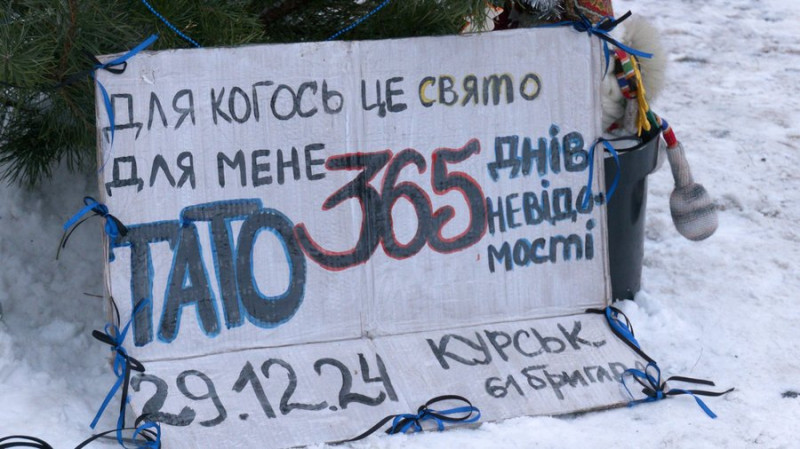 ДЛЯ КОГОСЬ ЦЕ СВЯТО
ДЛЯ МЕНЕ 365 ДНІВ
ТАТО НЕВІДО
МОСТІ
29.12.24 КУРСЬК-
61 бригада